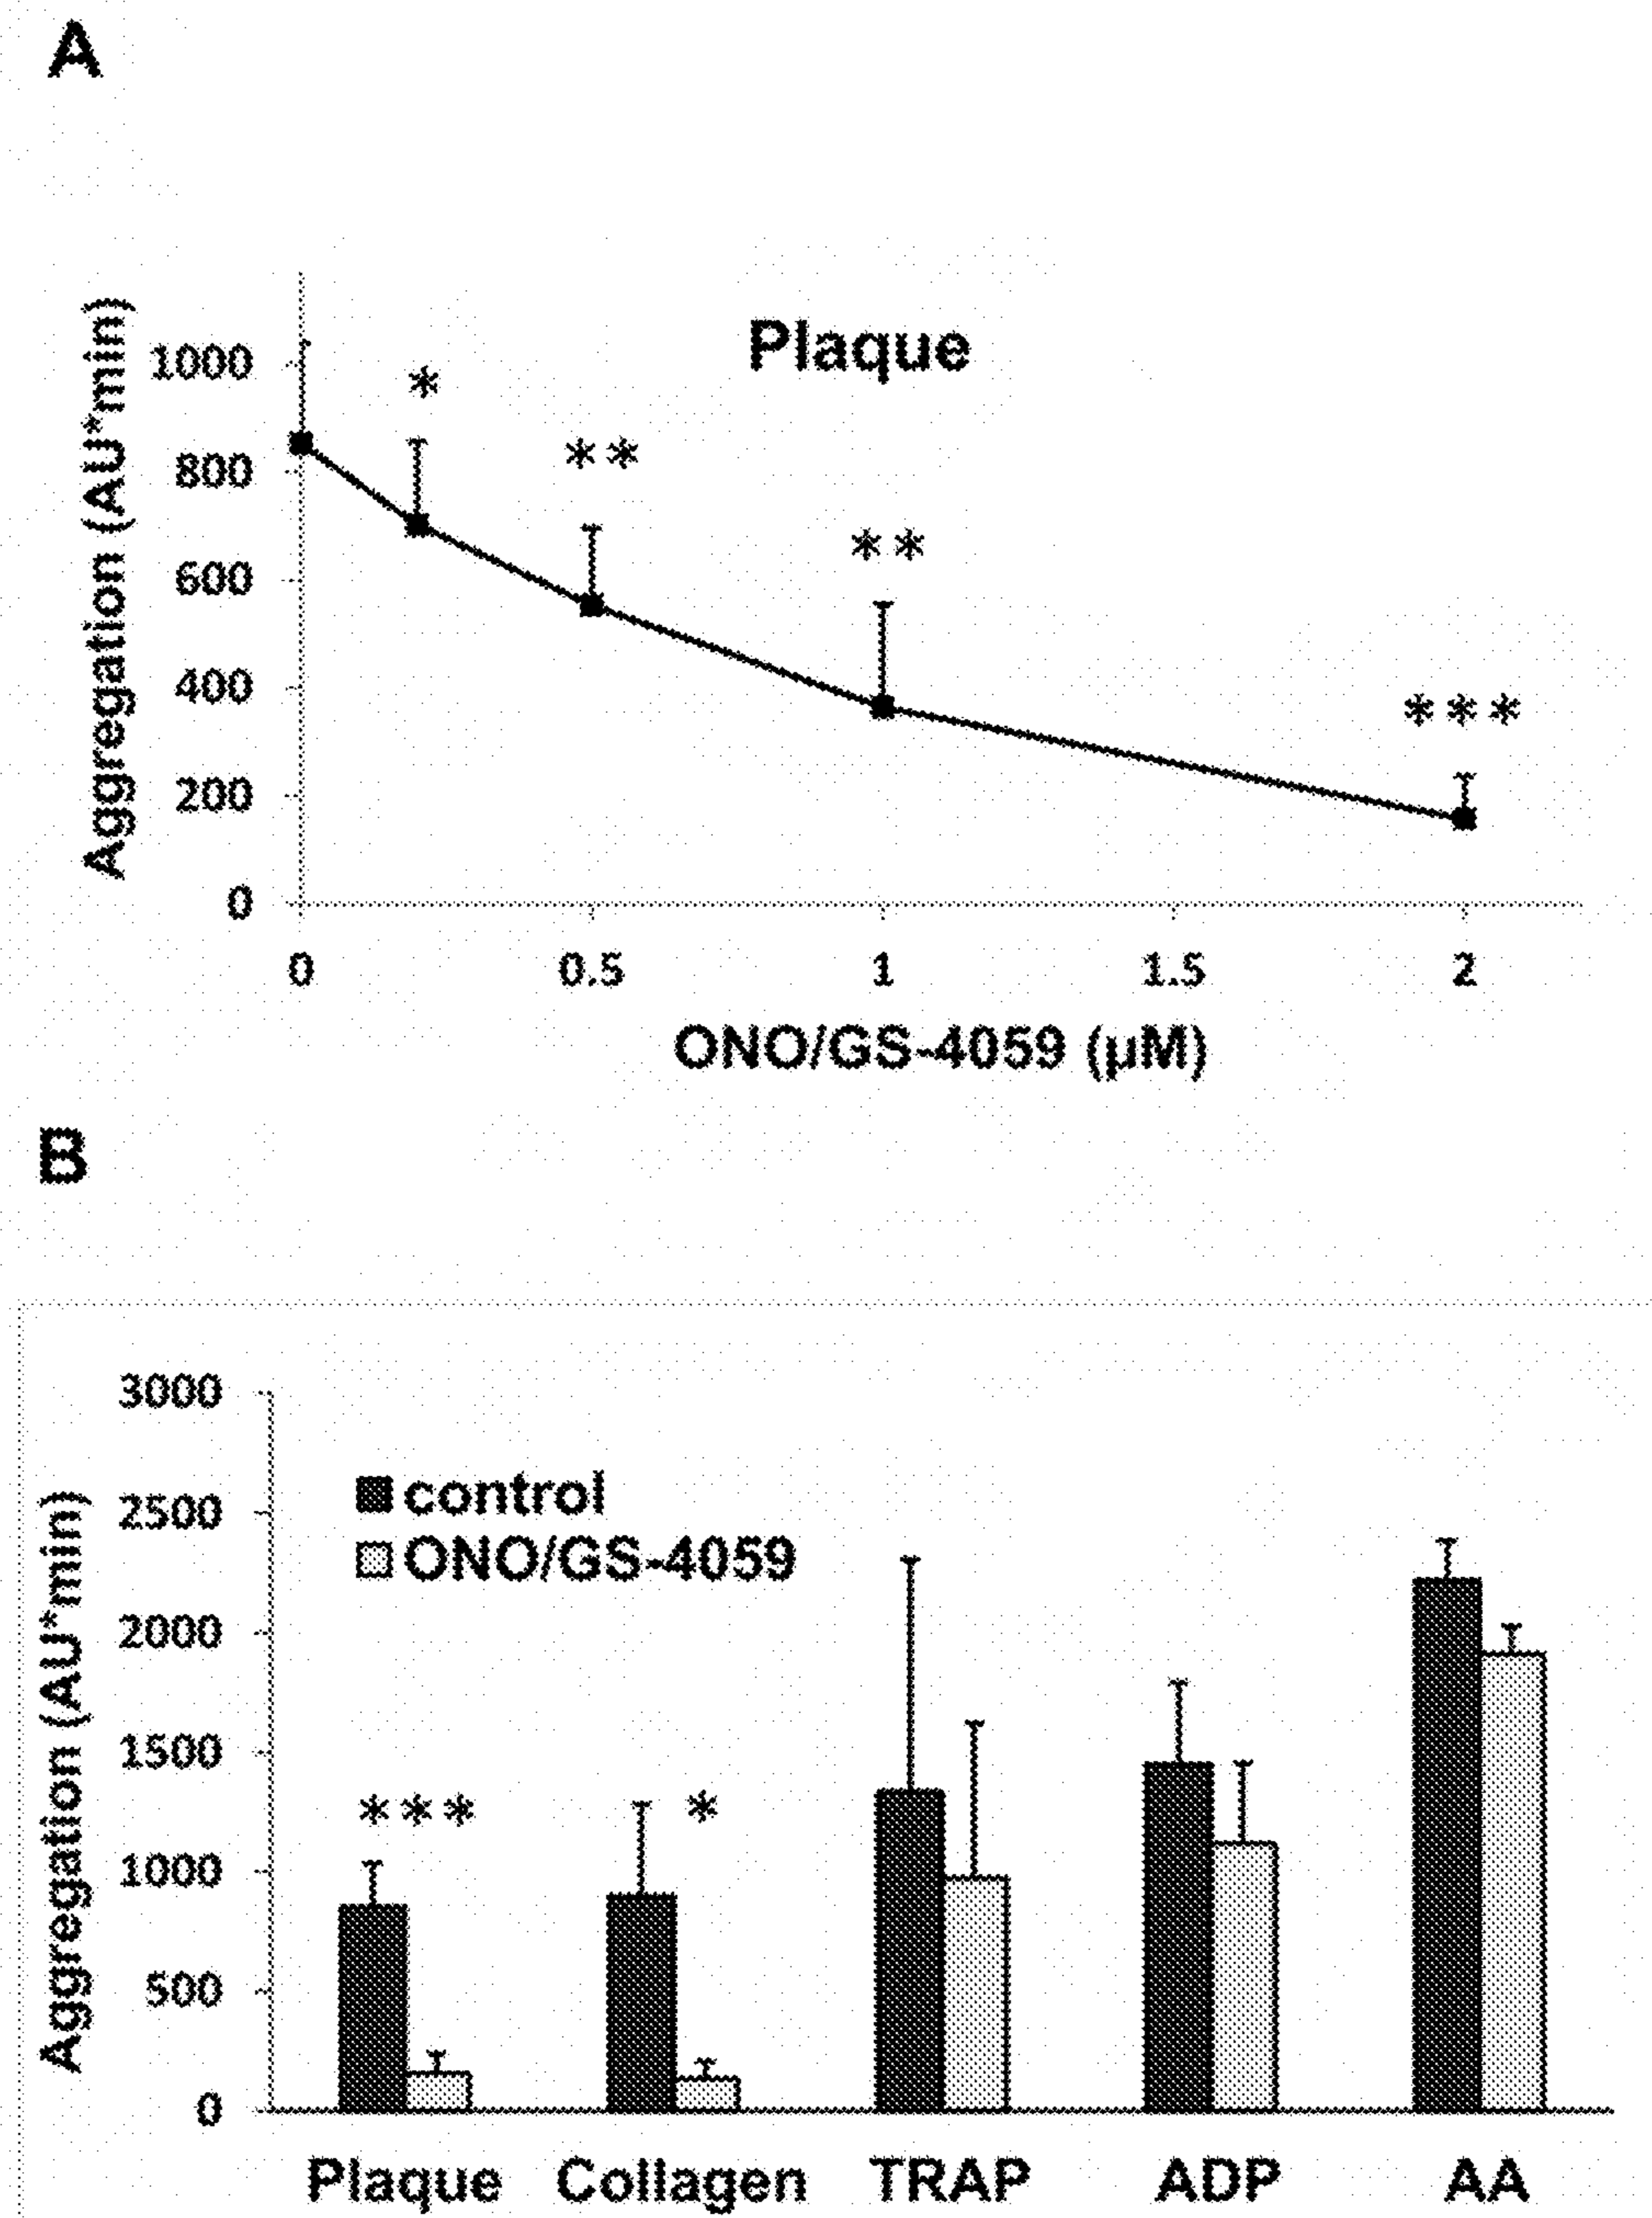 A
Plaque
Aggregation (AU*min)
1000
800
600
400
200
0
*
**
**
***
0 0.5 1 1.5 2
ONO/GS-4059 (µM)
B
Aggregation (AU*min)
3000
2500
2000
1500
1000
500
0
control
ONO/GS-4059
*** *
Plaque Collagen TRAP ADP AA